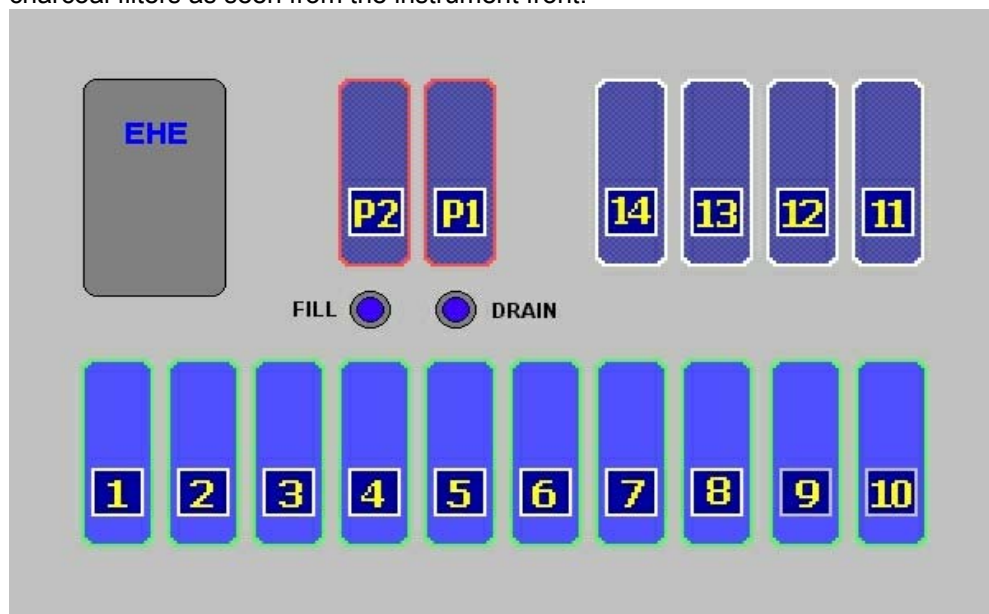 charcoal filters as seen from the instrument front.
EHE
P2 P1 14 13 12 11
FILL DRAIN
1 2 3 4 5 6 7 8 9 10